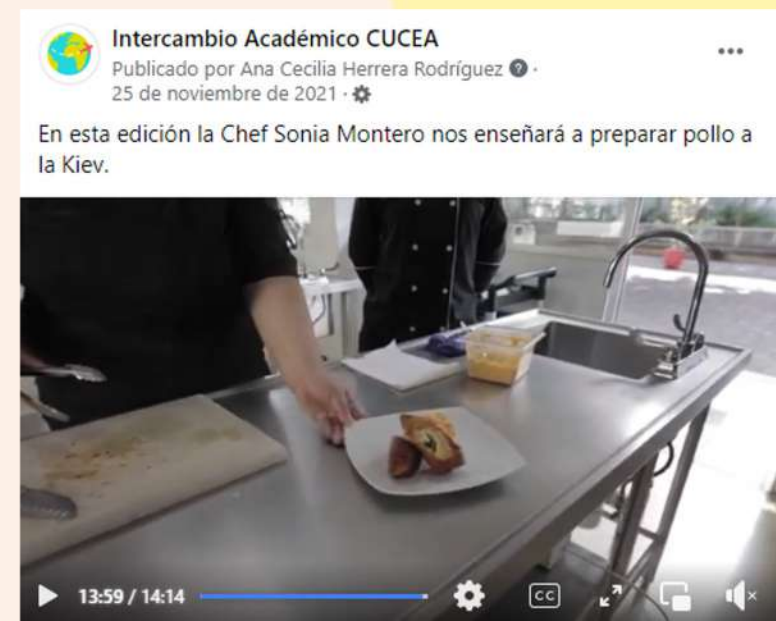 Intercambio Académico CUCEA
Publicado por Ana Cecilia Herrera Rodríguez ? ·
25 de noviembre de 2021 ·
En esta edición la Chef Sonia Montero nos enseñará a preparar pollo a
la Kiev.
13:59 / 14:14
CC